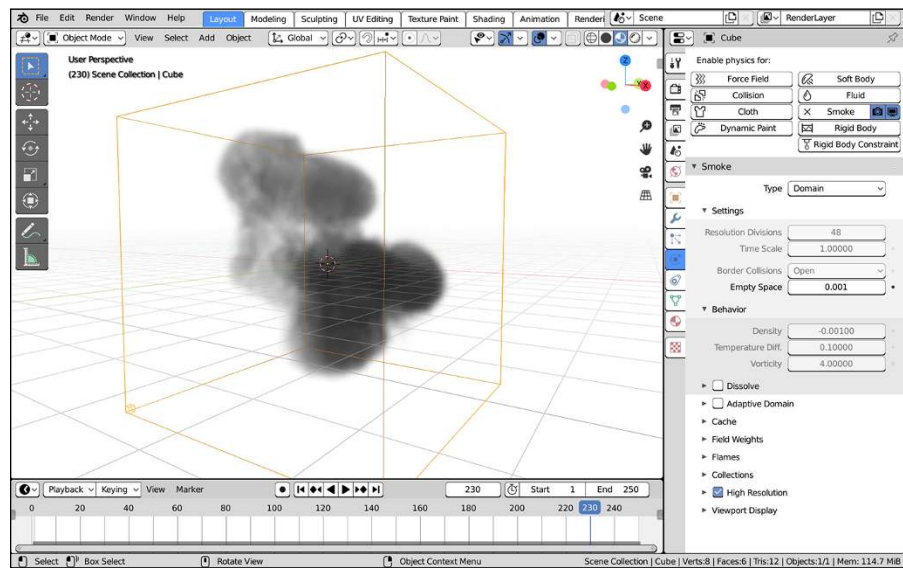 File Edit Render Window Help Layout Modeling Sculpting UV Editing Texture Paint Shading Animation Renderi Scene RenderLayer
Object Mode View Select Add Object Global Cube
User Perspective
(230) Scene Collection | Cube
Z
Y X
Enable physics for:
Force Field Soft Body
Collision Fluid
Cloth Smoke
Dynamic Paint Rigid Body
Rigid Body Constraint
Smoke
Type Domain
Settings
Resolution Divisions 48
Time Scale 1.00000
Border Collisions Open
Empty Space 0.001
Behavior
Density -0.00100
Temperature Diff. 0.10000
Vorticity 4.00000
Dissolve
Adaptive Domain
Cache
Field Weights
Flames
Collections
High Resolution
Viewport Display
Playback Keying View Marker 230 Start 1 End 250
0 20 40 60 80 100 120 140 160 180 200 220 230 240
Select Box Select Rotate View Object Context Menu Scene Collection | Cube | Verts:8 | Faces:6 | Tris:12 | Objects:1/1 | Mem: 114.7 MiB